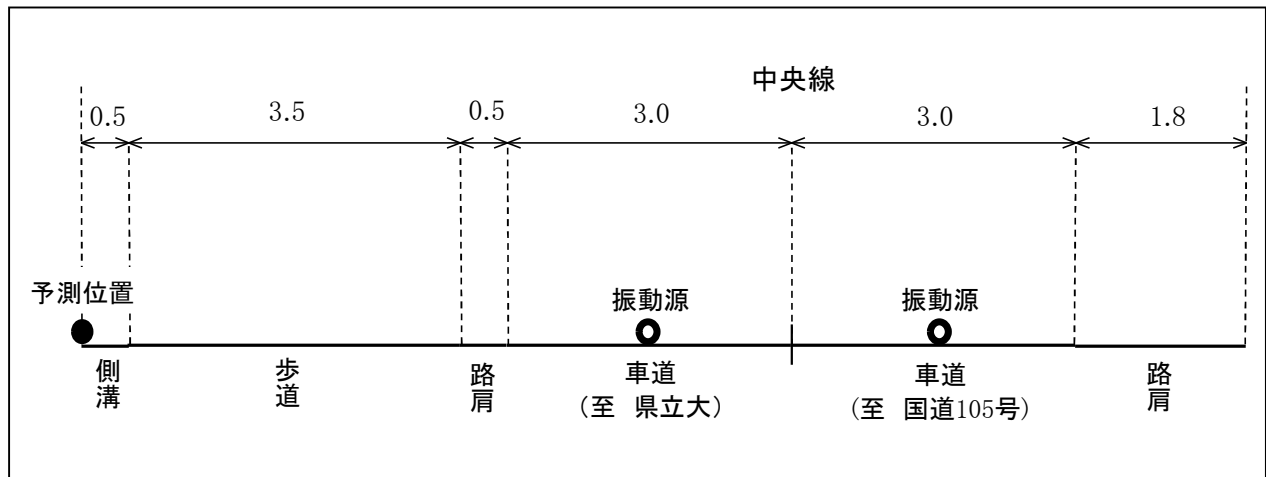 中央線
0.5
3.5
0.5
3.0
3.0
1.8
予測位置
振動源
振動源
側溝
歩道
路肩
車道
(至 県立大)
車道
(至 国道105号)
路肩